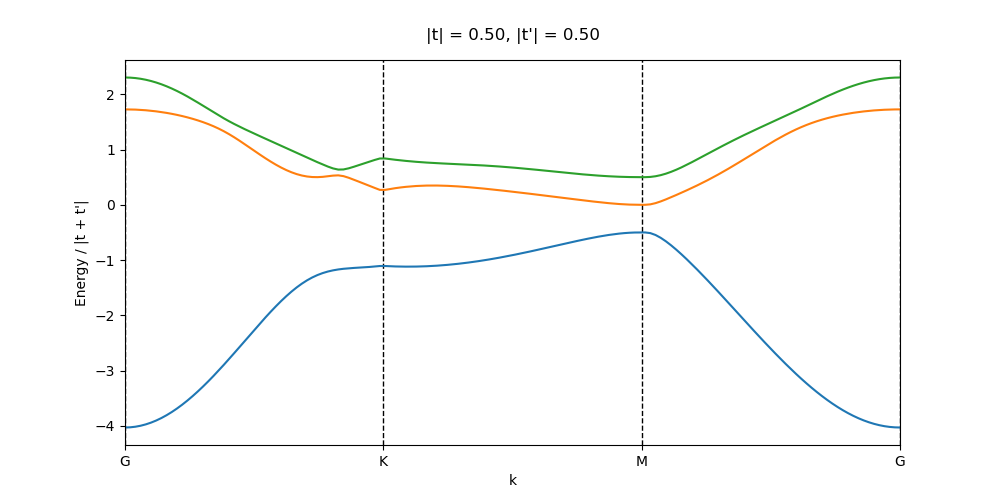 |t| = 0.50, |t'| = 0.50
Energy / |t + t'|
2
1
0
−1
−2
−3
−4
G
K
M
G
k